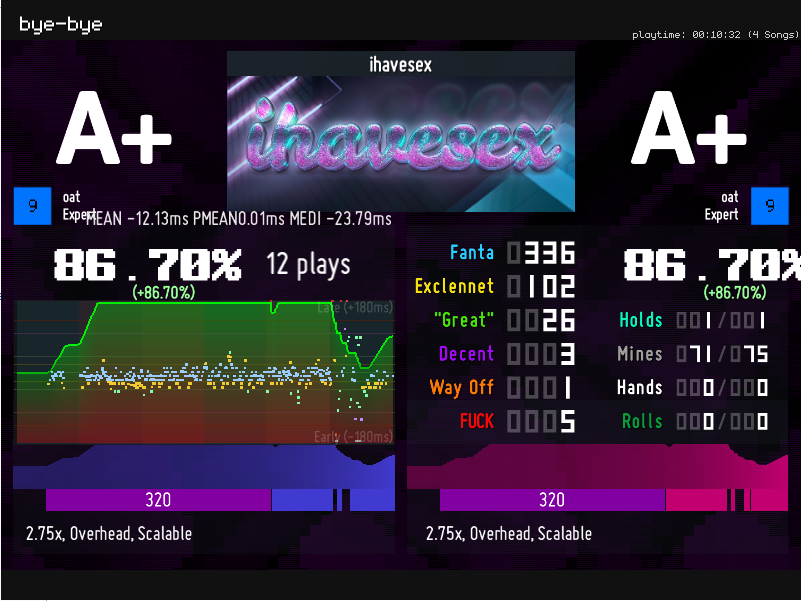 bye-bye
playtime: 00:10:32 (4 Songs)
ihavesex
ihavesex
A+
A+
9
oat
Expert
oat
Expert
9
MEAN -12.13ms PMEAN0.01ms MEDI -23.79ms
86.70%
(+86.70%)
12 plays
Late (+180ms)
Early (-180ms)
Fanta 0336
Exclennet 0102
"Great" 0026
Decent 0003
Way Off 0001
FUCK 0005
86.70%
(+86.70%)
Holds 001/001
Mines 071/075
Hands 000/000
Rolls 000/000
320
320
2.75x, Overhead, Scalable
2.75x, Overhead, Scalable